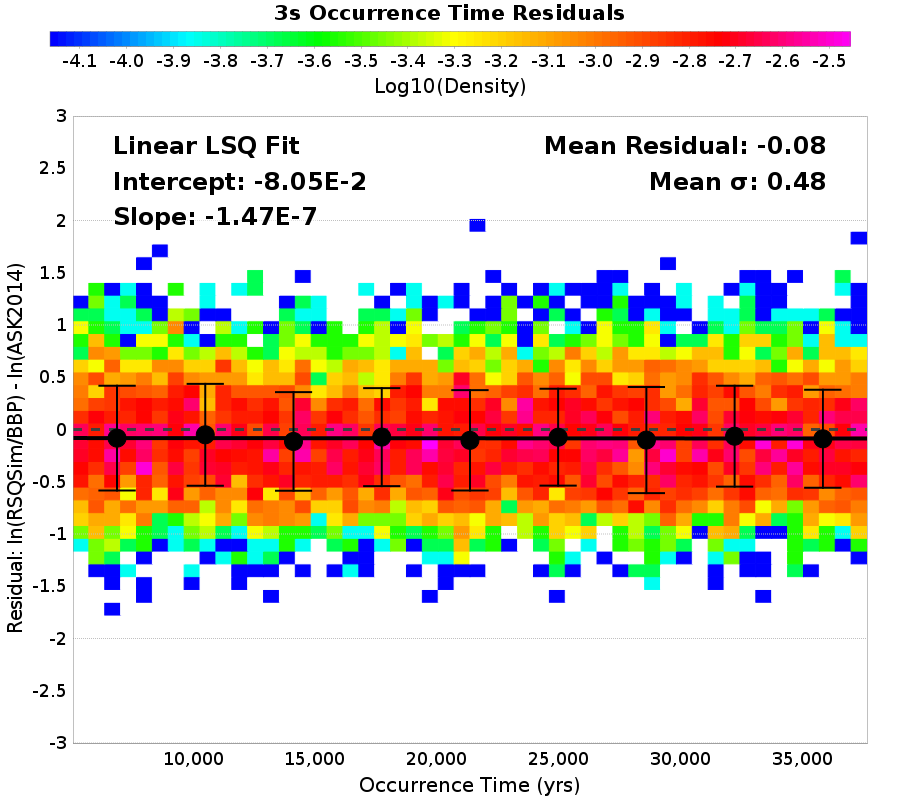 3s Occurrence Time Residuals
-4.1 -4.0 -3.9 -3.8 -3.7 -3.6 -3.5 -3.4 -3.3 -3.2 -3.1 -3.0 -2.9 -2.8 -2.7 -2.6 -2.5
Log10(Density)
Linear LSQ Fit
Intercept: -8.05E-2
Slope: -1.47E-7
Mean Residual: -0.08
Mean σ: 0.48
3
2.5
2
1.5
1
0.5
0
-0.5
-1
-1.5
-2
-2.5
-3
Residual: ln(RSQSim/BBP) - ln(ASK2014)
10,000 15,000 20,000 25,000 30,000 35,000
Occurrence Time (yrs)